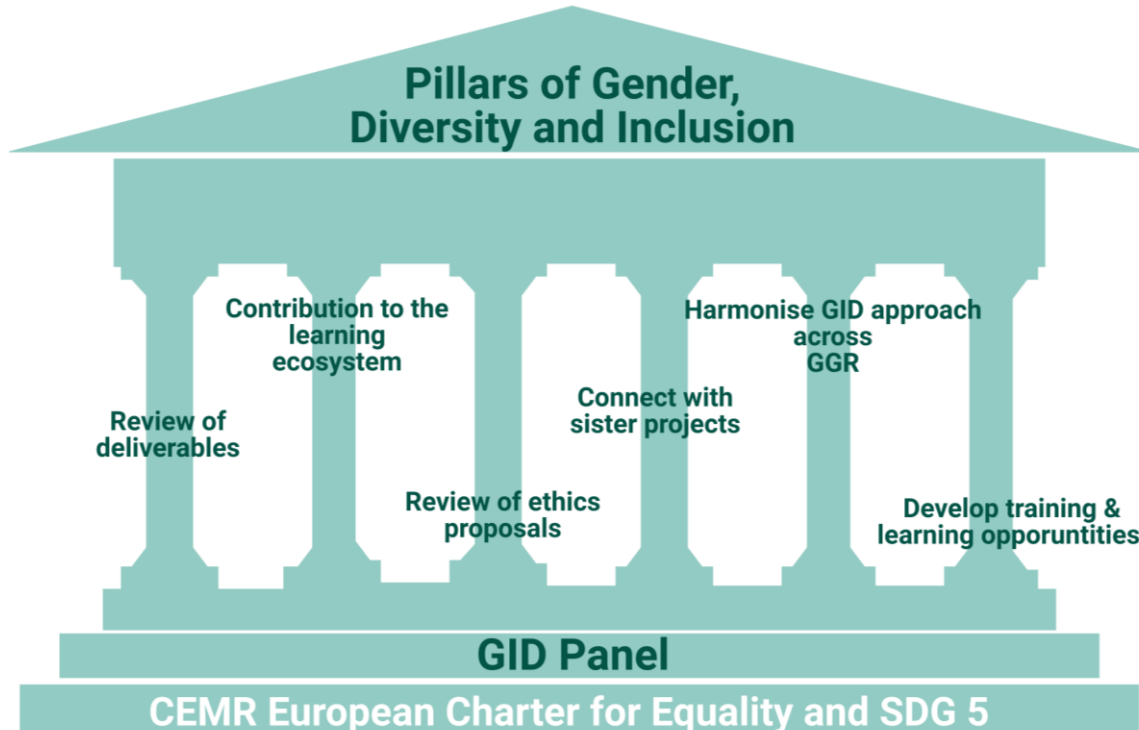 Pillars of Gender,
Diversity and Inclusion
Review of
deliverables
Contribution to the
learning
ecosystem
Review of ethics
proposals
Connect with
sister projects
Harmonise GID approach
across
GGR
Develop training &
learning opporuntities
GID Panel
CEMR European Charter for Equality and SDG 5